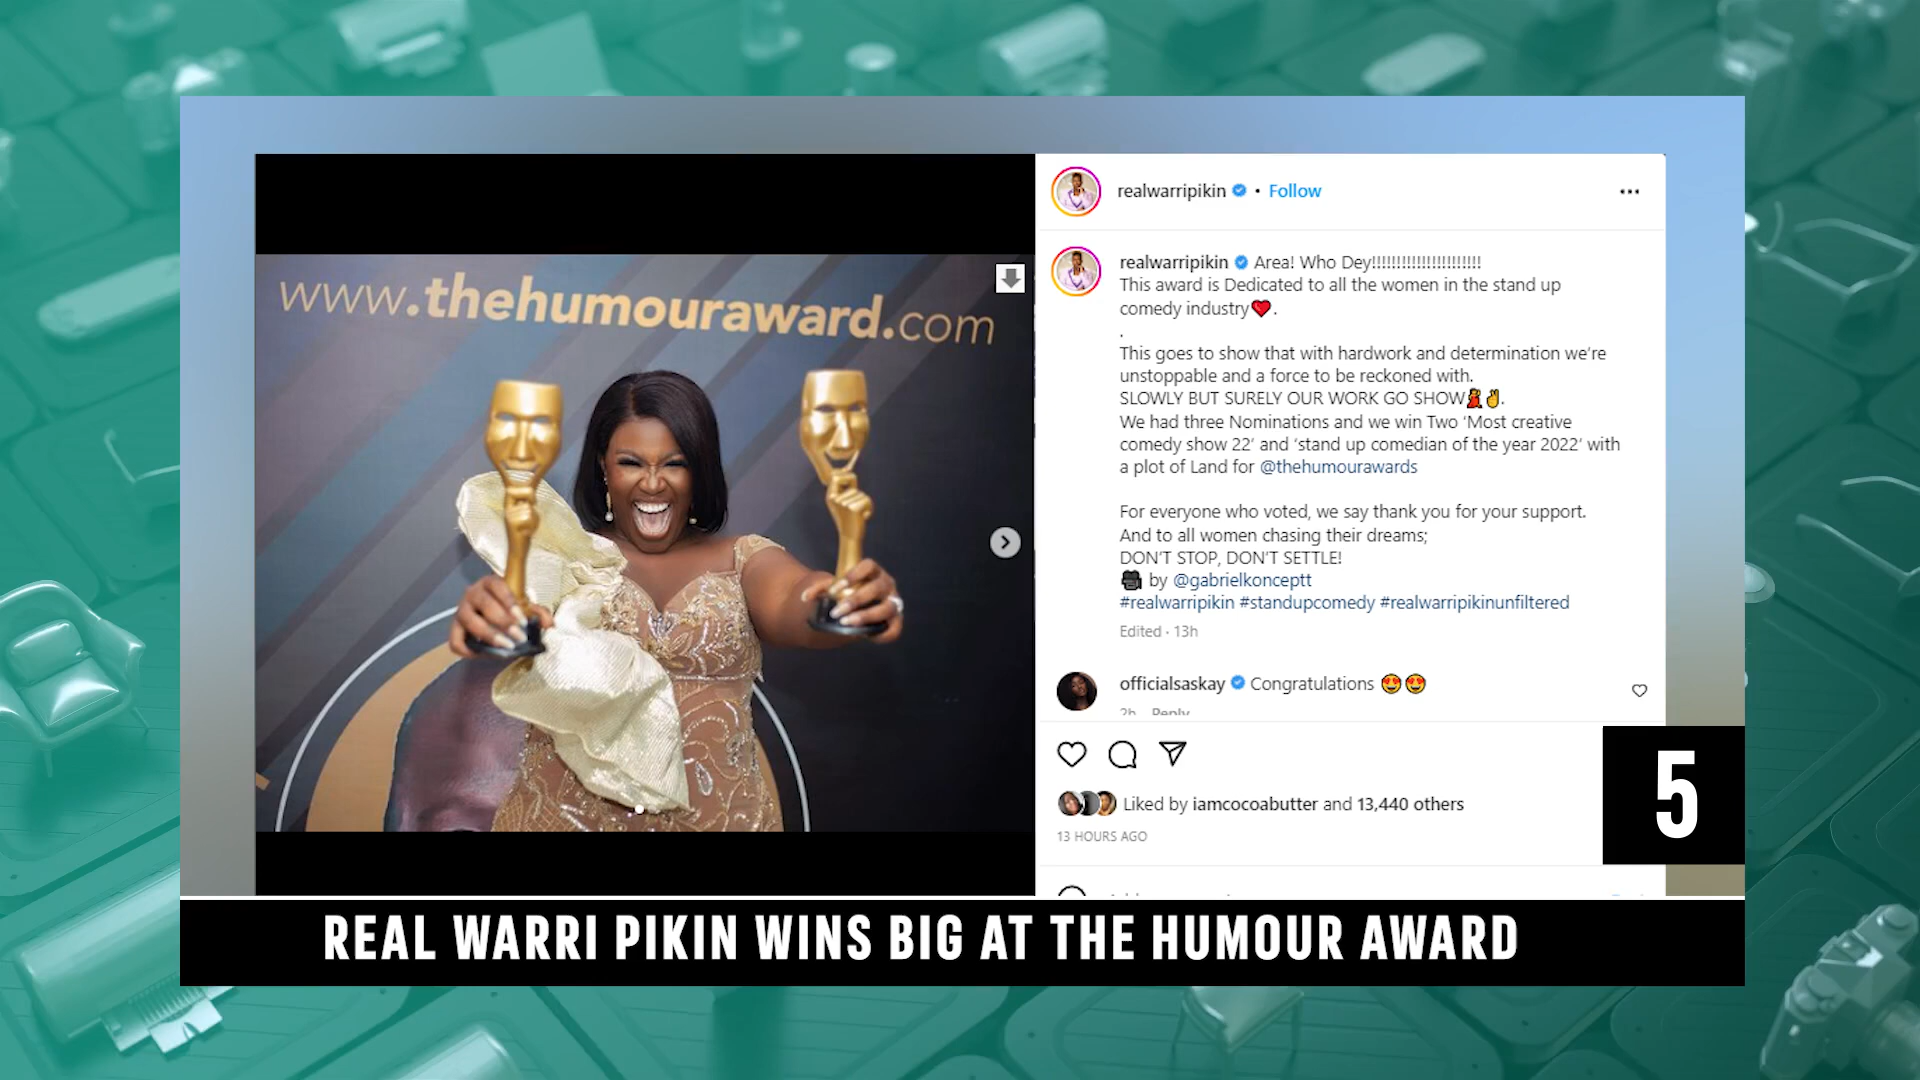 www.thehumouraward.com
realwarripikin • Follow
realwarripikin Area! Who Dey!!!!!!!!!!!!!!!!!!!!!!
This award is Dedicated to all the women in the stand up
comedy industry❤️.
.
This goes to show that with hardwork and determination we're
unstoppable and a force to be reckoned with.
SLOWLY BUT SURELY OUR WORK GO SHOW💃✌️.
We had three Nominations and we win Two 'Most creative
comedy show 22' and 'stand up comedian of the year 2022' with
a plot of Land for @thehumourawards
For everyone who voted, we say thank you for your support.
And to all women chasing their dreams;
DON'T STOP, DON'T SETTLE!
🎥 by @gabrielkonceptt
#realwarripikin #standupcomedy #realwarripikinunfiltered
Edited · 13h
officialsaskay Congratulations 😍😍
2h Reply
Liked by iamcocoabutter and 13,440 others
13 HOURS AGO
5
REAL WARRI PIKIN WINS BIG AT THE HUMOUR AWARD